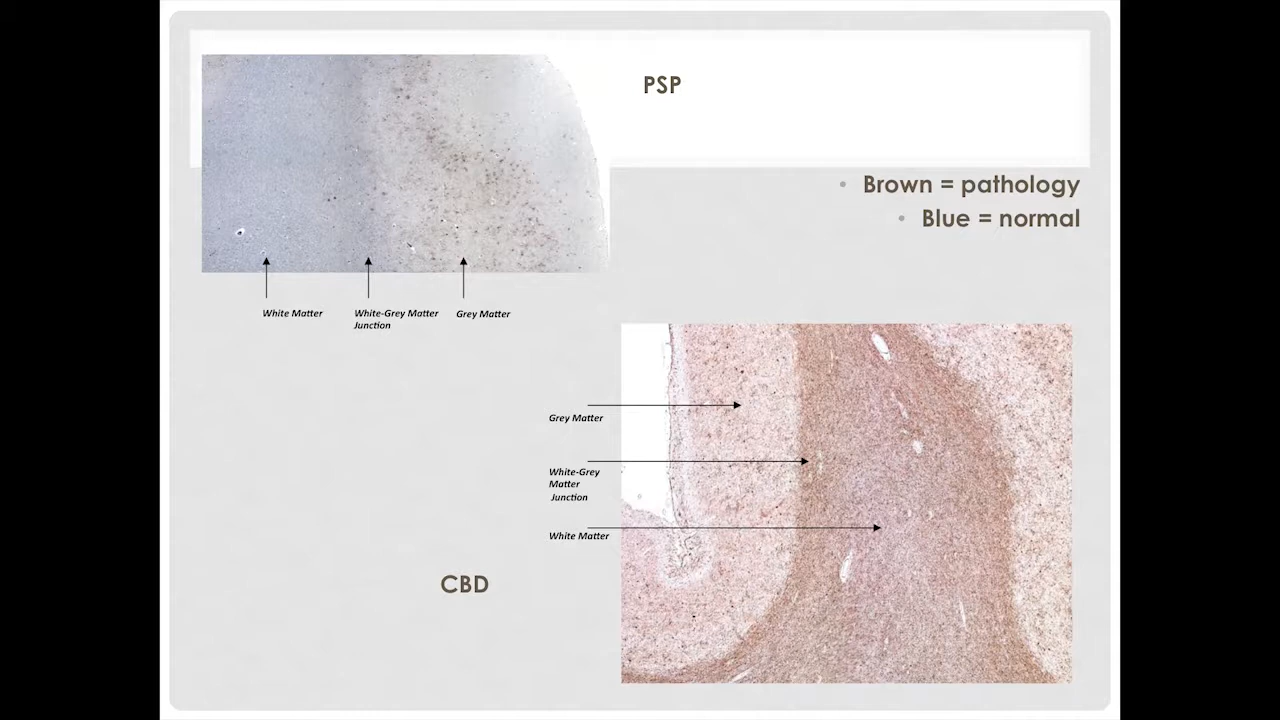 PSP
• Brown = pathology
• Blue = normal
White Matter
White-Grey Matter
Junction
Grey Matter
Grey Matter
White-Grey
Matter
Junction
White Matter
CBD